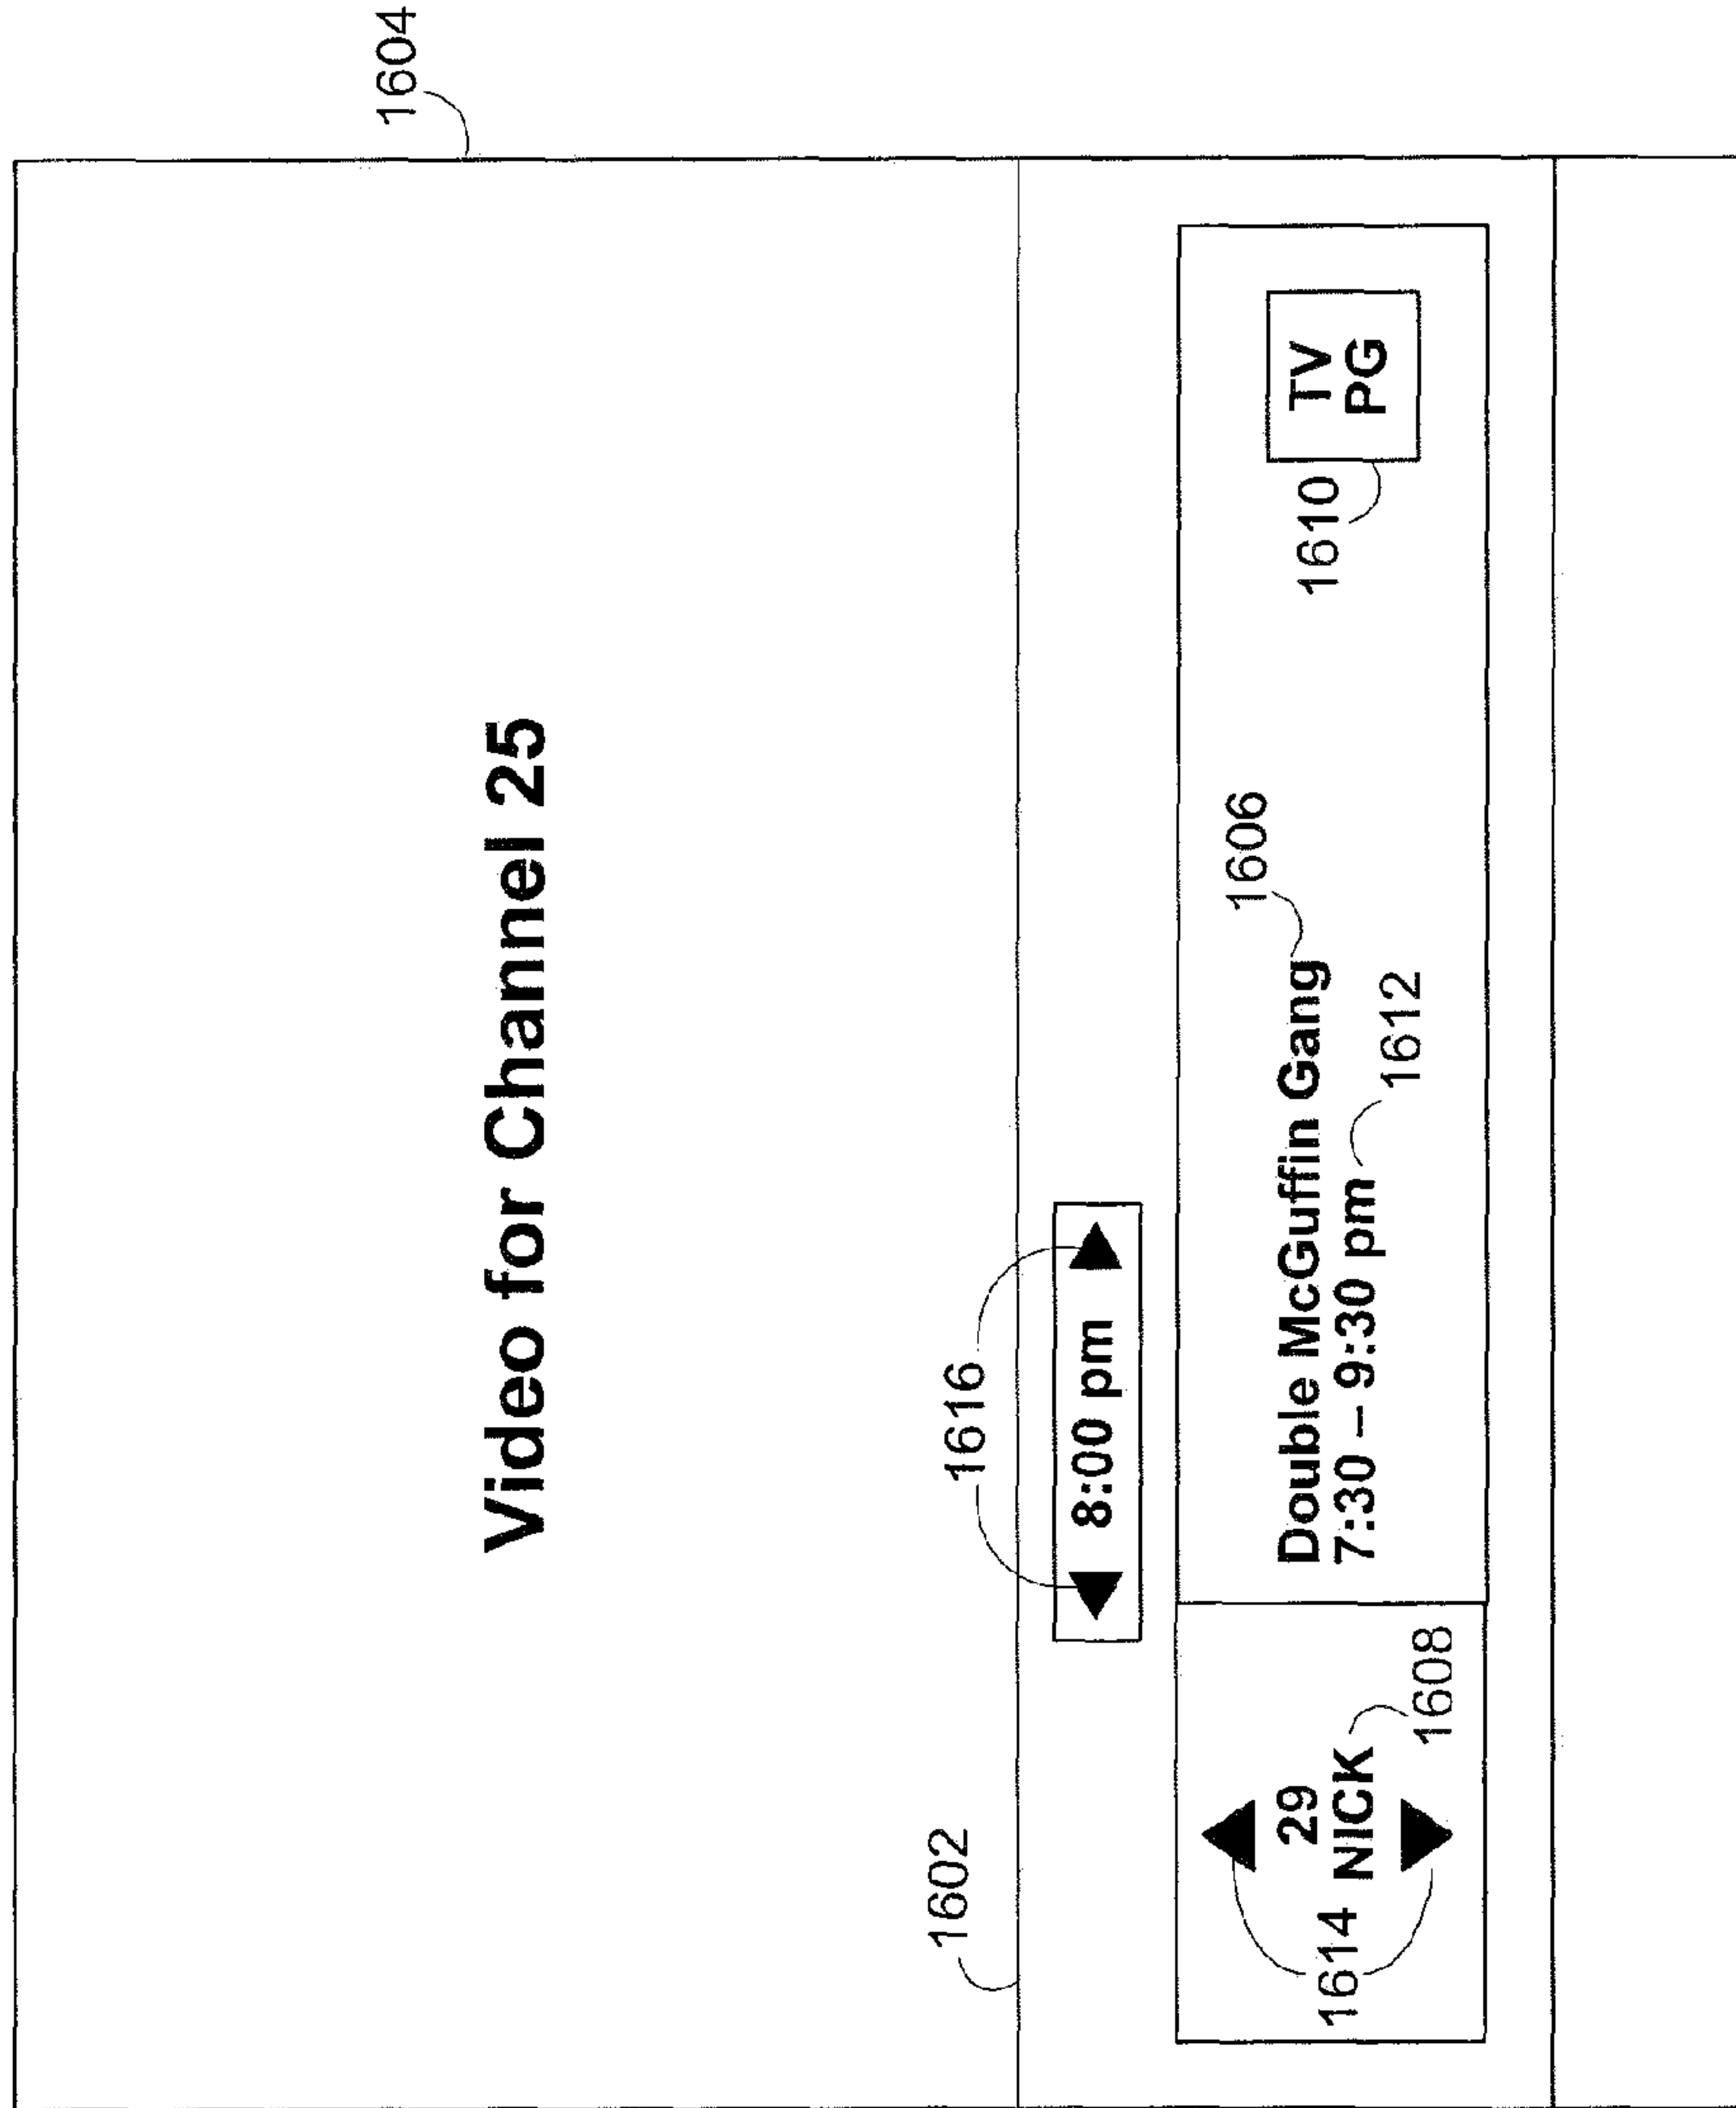 1604
Video for Channel 25
1602
1616
8:00 pm
1606
29
NICK
1614
1608
Double McGuffin Gang
7:30 – 9:30 pm
1612
1610
TV
PG